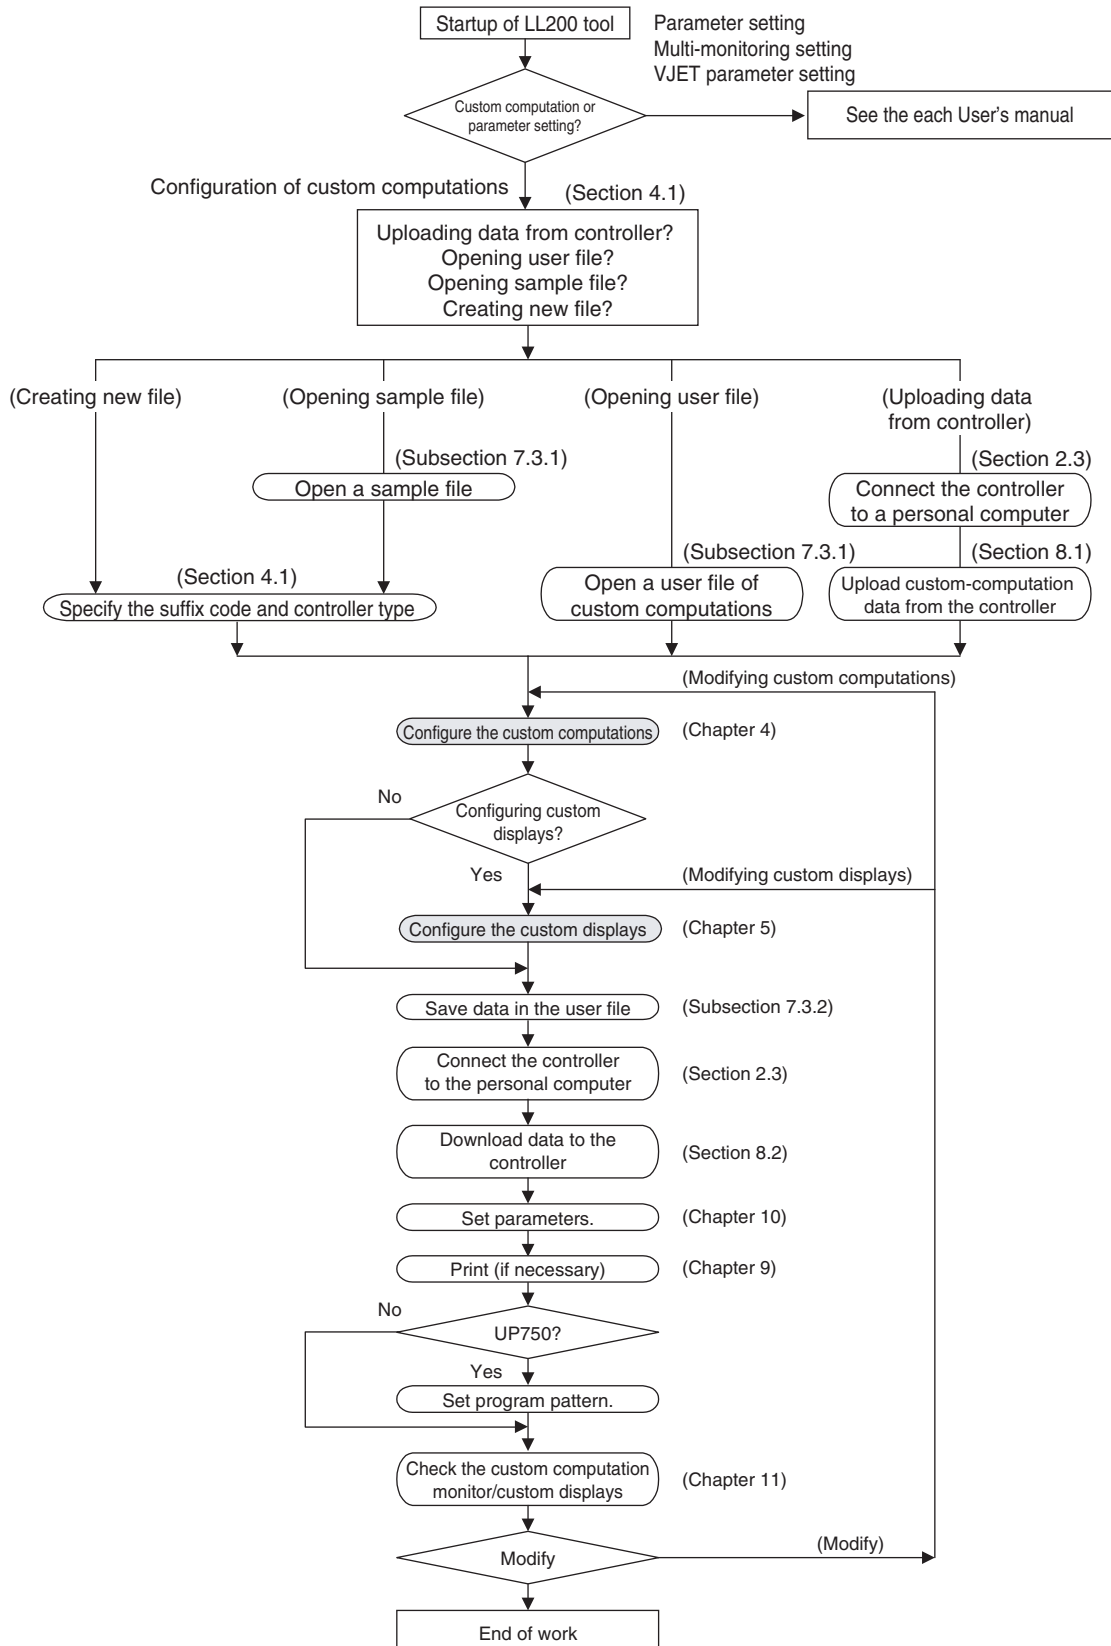 Startup of LL200 tool
Parameter setting
Multi-monitoring setting
VJET parameter setting
Custom computation or
parameter setting?
See the each User's manual
Configuration of custom computations
(Section 4.1)
Uploading data from controller?
Opening user file?
Opening sample file?
Creating new file?
(Creating new file)
(Opening sample file)
(Opening user file)
(Uploading data
from controller)
(Subsection 7.3.1)
Open a sample file
(Section 2.3)
Connect the controller
to a personal computer
(Section 4.1)
Specify the suffix code and controller type
(Subsection 7.3.1)
Open a user file of
custom computations
(Section 8.1)
Upload custom-computation
data from the controller
(Modifying custom computations)
Configure the custom computations
(Chapter 4)
No
Configuring custom
displays?
Yes
(Modifying custom displays)
Configure the custom displays
(Chapter 5)
Save data in the user file
(Subsection 7.3.2)
Connect the controller
to the personal computer
(Section 2.3)
Download data to the
controller
(Section 8.2)
Set parameters.
(Chapter 10)
Print (if necessary)
(Chapter 9)
No
UP750?
Yes
Set program pattern.
Check the custom computation
monitor/custom displays
(Chapter 11)
Modify
(Modify)
End of work